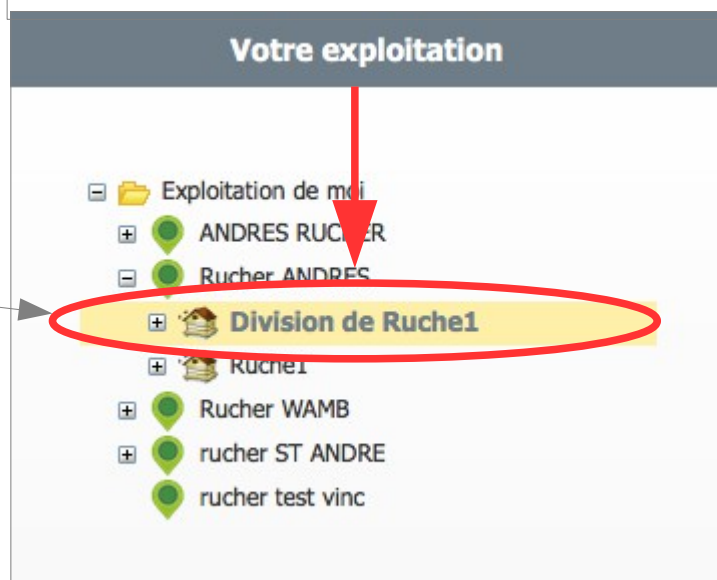 Votre exploitation
Exploitation de moi
ANDRES RUCHER
Rucher ANDRES
Division de Ruche1
Ruche1
Rucher WAMB
rucher ST ANDRE
rucher test vinc